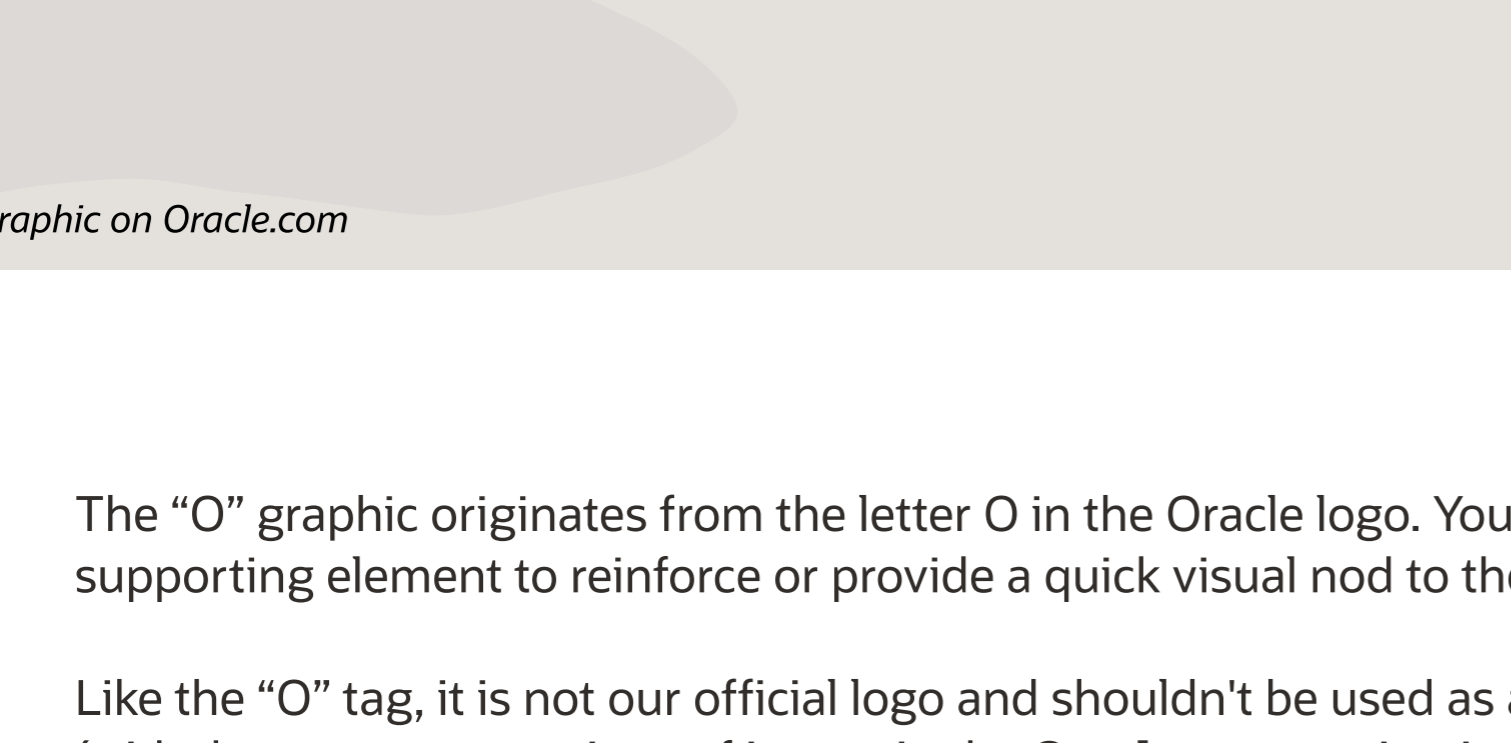 raphic on Oracle.com
The “O” graphic originates from the letter O in the Oracle logo. You
supporting element to reinforce or provide a quick visual nod to the
Like the “O” tag, it is not our official logo and shouldn't be used as a